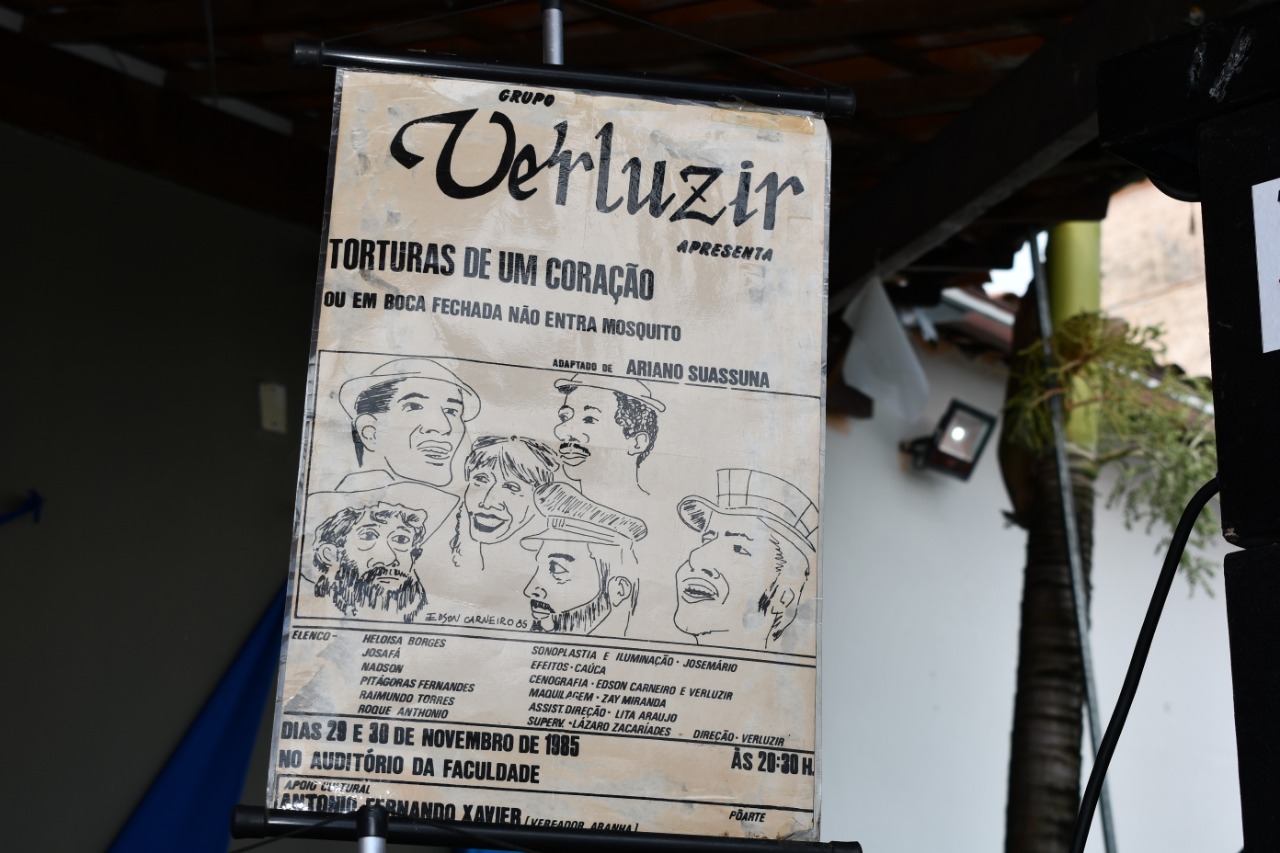 GRUPO
Verluzir
APRESENTA
TORTURAS DE UM CORAÇÃO
OU EM BOCA FECHADA NÃO ENTRA MOSQUITO
ADAPTADO DE ARIANO SUASSUNA
EDSON CARNEIRO 85
ELENCO-
HELOISA BORGES
JOSAFÁ
NADSON
PITÁGORAS FERNANDES
RAIMUNDO TORRES
ROQUE ANTHONIO
SONOPLASTIA E ILUMINAÇÃO - JOSEMÁRIO
EFEITOS - CAÚCA
CENOGRAFIA - EDSON CARNEIRO E VERLUZIR
MAQUILAGEM - ZAY MIRANDA
ASSIST. DIREÇÃO - LITA ARAUJO
SUPERV. - LÁZARO ZACARÍADES
DIREÇÃO - VERLUZIR
DIAS 29 E 30 DE NOVEMBRO DE 1985
ÀS 20:30 H.
NO AUDITÓRIO DA FACULDADE
APOIO CULTURAL
ANTONIO FERNANDO XAVIER (VEREADOR ARANHA)
PÔARTE